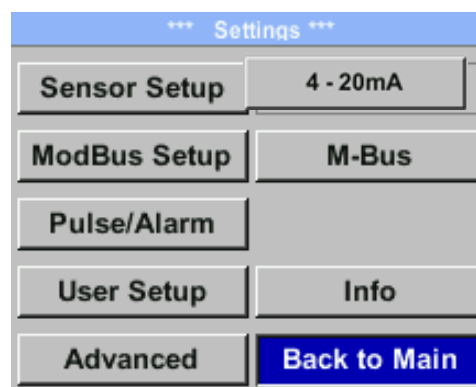 *** Settings ***
Sensor Setup
4 - 20mA
ModBus Setup
M-Bus
Pulse/Alarm
User Setup
Info
Advanced
Back to Main